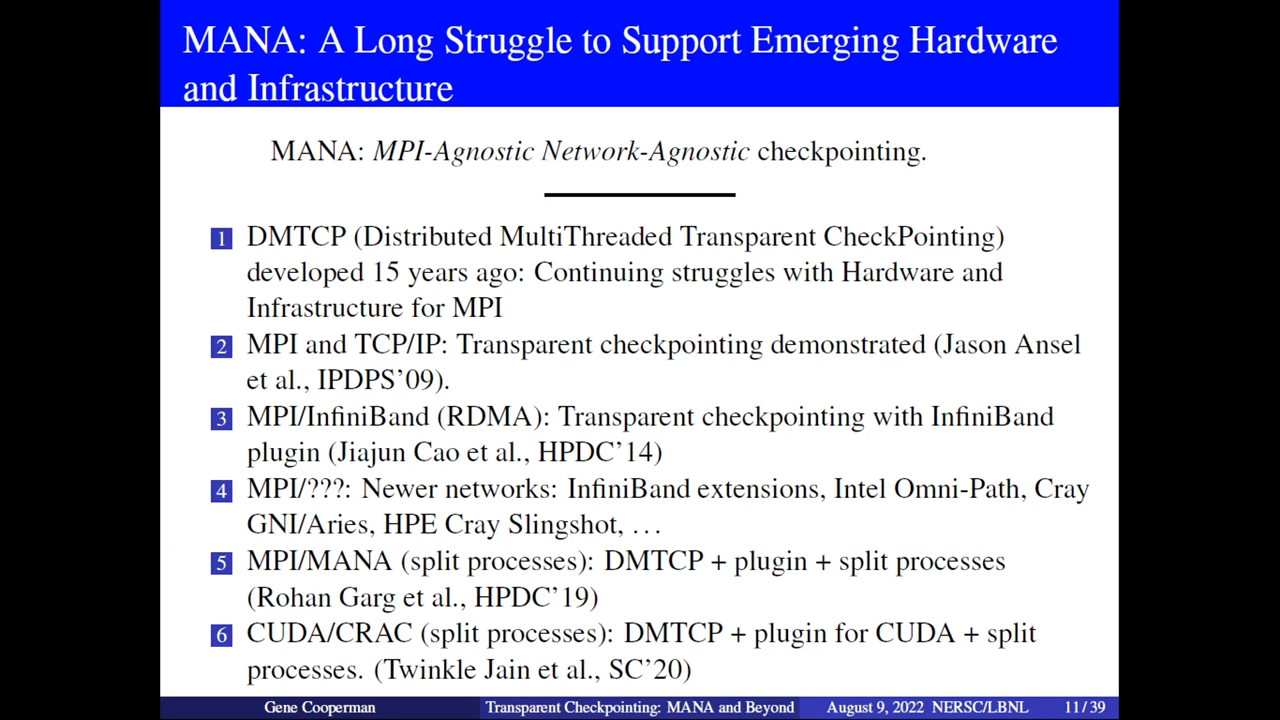 MANA: A Long Struggle to Support Emerging Hardware
and Infrastructure
MANA: MPI-Agnostic Network-Agnostic checkpointing.
1 DMTCP (Distributed MultiThreaded Transparent CheckPointing)
developed 15 years ago: Continuing struggles with Hardware and
Infrastructure for MPI
2 MPI and TCP/IP: Transparent checkpointing demonstrated (Jason Ansel
et al., IPDPS’09).
3 MPI/InfiniBand (RDMA): Transparent checkpointing with InfiniBand
plugin (Jiajun Cao et al., HPDC’14)
4 MPI/???: Newer networks: InfiniBand extensions, Intel Omni-Path, Cray
GNI/Aries, HPE Cray Slingshot, ...
5 MPI/MANA (split processes): DMTCP + plugin + split processes
(Rohan Garg et al., HPDC’19)
6 CUDA/CRAC (split processes): DMTCP + plugin for CUDA + split
processes. (Twinkle Jain et al., SC’20)
Gene Cooperman Transparent Checkpointing: MANA and Beyond August 9, 2022 NERSC/LBNL 11/39